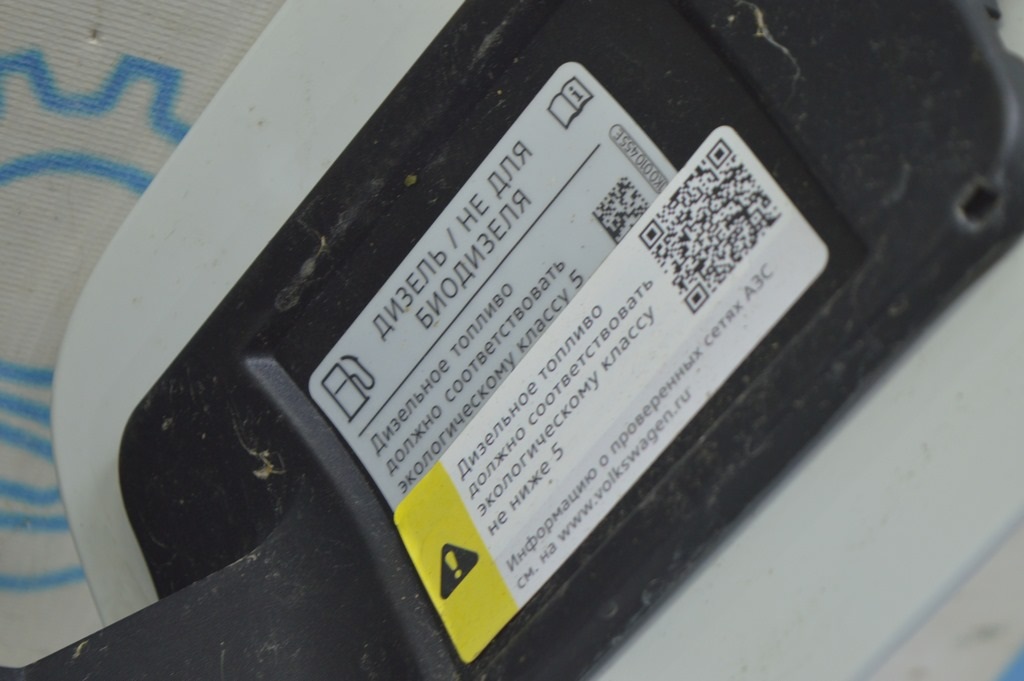 ДИЗЕЛЬ / НЕ ДЛЯ
БИОДИЗЕЛЯ
Дизельное топливо
должно соответствовать
экологическому классу 5
Дизельное топливо
должно соответствовать
экологическому классу
не ниже 5
Информацию о проверенных сетях АЗС
см. на www.volkswagen.ru